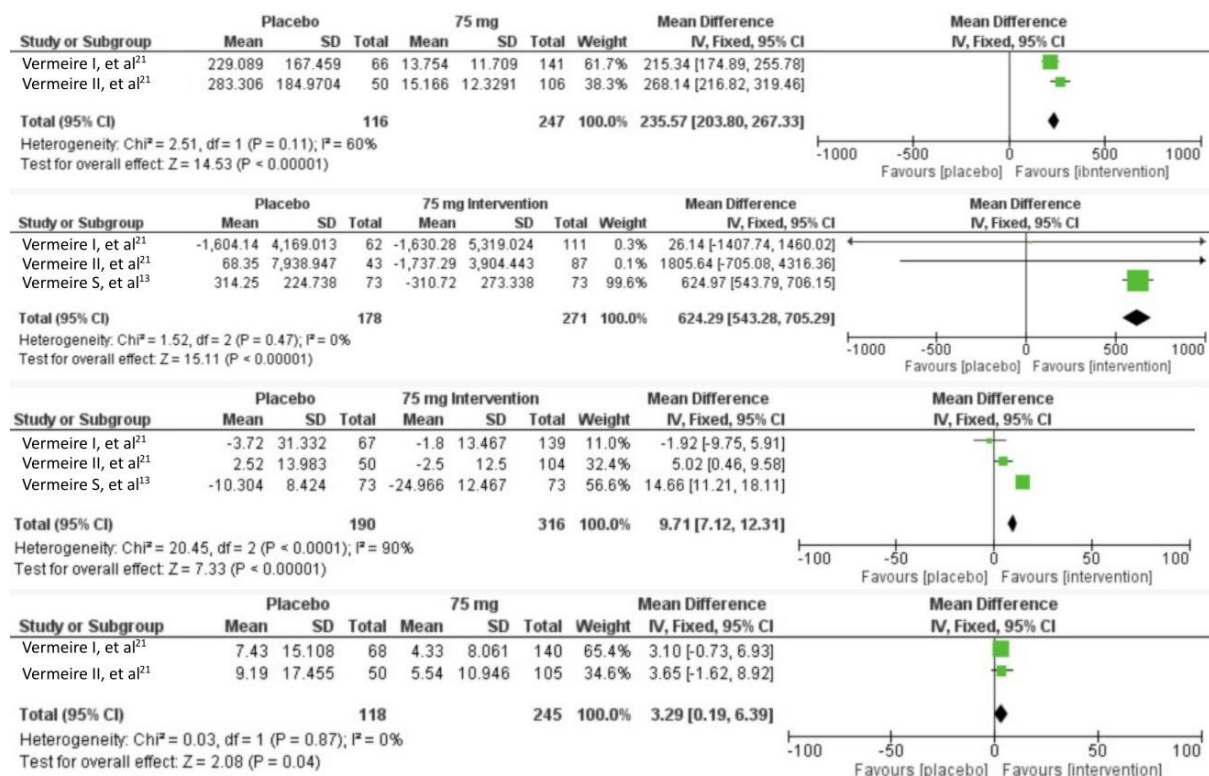 Placebo 75 mg Mean Difference Mean Difference
Study or Subgroup Mean SD Total Mean SD Total Weight IV, Fixed, 95% CI IV, Fixed, 95% CI
Vermeire I, et al²¹ 229.089 167.459 66 13.754 11.709 141 61.7% 215.34 [174.89, 255.78]
Vermeire II, et al²¹ 283.306 184.9704 50 15.166 12.3291 106 38.3% 268.14 [216.82, 319.46]
Total (95% CI) 116 247 100.0% 235.57 [203.80, 267.33]
Heterogeneity: Chi² = 2.51, df = 1 (P = 0.11); I² = 60%
Test for overall effect: Z = 14.53 (P < 0.00001)
-1000 -500 0 500 1000
Favours [placebo] Favours [ibntervention]
Placebo 75 mg Intervention Mean Difference Mean Difference
Study or Subgroup Mean SD Total Mean SD Total Weight IV, Fixed, 95% CI IV, Fixed, 95% CI
Vermeire I, et al²¹ -1,604.14 4,169.013 62 -1,630.28 5,319.024 111 0.3% 26.14 [-1407.74, 1460.02]
Vermeire II, et al²¹ 68.35 7,938.947 43 -1,737.29 3,904.443 87 0.1% 1805.64 [-705.08, 4316.36]
Vermeire S, et al¹³ 314.25 224.738 73 -310.72 273.338 73 99.6% 624.97 [543.79, 706.15]
Total (95% CI) 178 271 100.0% 624.29 [543.28, 705.29]
Heterogeneity: Chi² = 1.52, df = 2 (P = 0.47); I² = 0%
Test for overall effect: Z = 15.11 (P < 0.00001)
-1000 -500 0 500 1000
Favours [placebo] Favours [intervention]
Placebo 75 mg Intervention Mean Difference Mean Difference
Study or Subgroup Mean SD Total Mean SD Total Weight IV, Fixed, 95% CI IV, Fixed, 95% CI
Vermeire I, et al²¹ -3.72 31.332 67 -1.8 13.467 139 11.0% -1.92 [-9.75, 5.91]
Vermeire II, et al²¹ 2.52 13.983 50 -2.5 12.5 104 32.4% 5.02 [0.46, 9.58]
Vermeire S, et al¹³ -10.304 8.424 73 -24.966 12.467 73 56.6% 14.66 [11.21, 18.11]
Total (95% CI) 190 316 100.0% 9.71 [7.12, 12.31]
Heterogeneity: Chi² = 20.45, df = 2 (P < 0.0001); I² = 90%
Test for overall effect: Z = 7.33 (P < 0.00001)
-100 -50 0 50 100
Favours [placebo] Favours [intervention]
Placebo 75 mg Mean Difference Mean Difference
Study or Subgroup Mean SD Total Mean SD Total Weight IV, Fixed, 95% CI IV, Fixed, 95% CI
Vermeire I, et al²¹ 7.43 15.108 68 4.33 8.061 140 65.4% 3.10 [-0.73, 6.93]
Vermeire II, et al²¹ 9.19 17.455 50 5.54 10.946 105 34.6% 3.65 [-1.62, 8.92]
Total (95% CI) 118 245 100.0% 3.29 [0.19, 6.39]
Heterogeneity: Chi² = 0.03, df = 1 (P = 0.87); I² = 0%
Test for overall effect: Z = 2.08 (P = 0.04)
-100 -50 0 50 100
Favours [placebo] Favours [intervention]